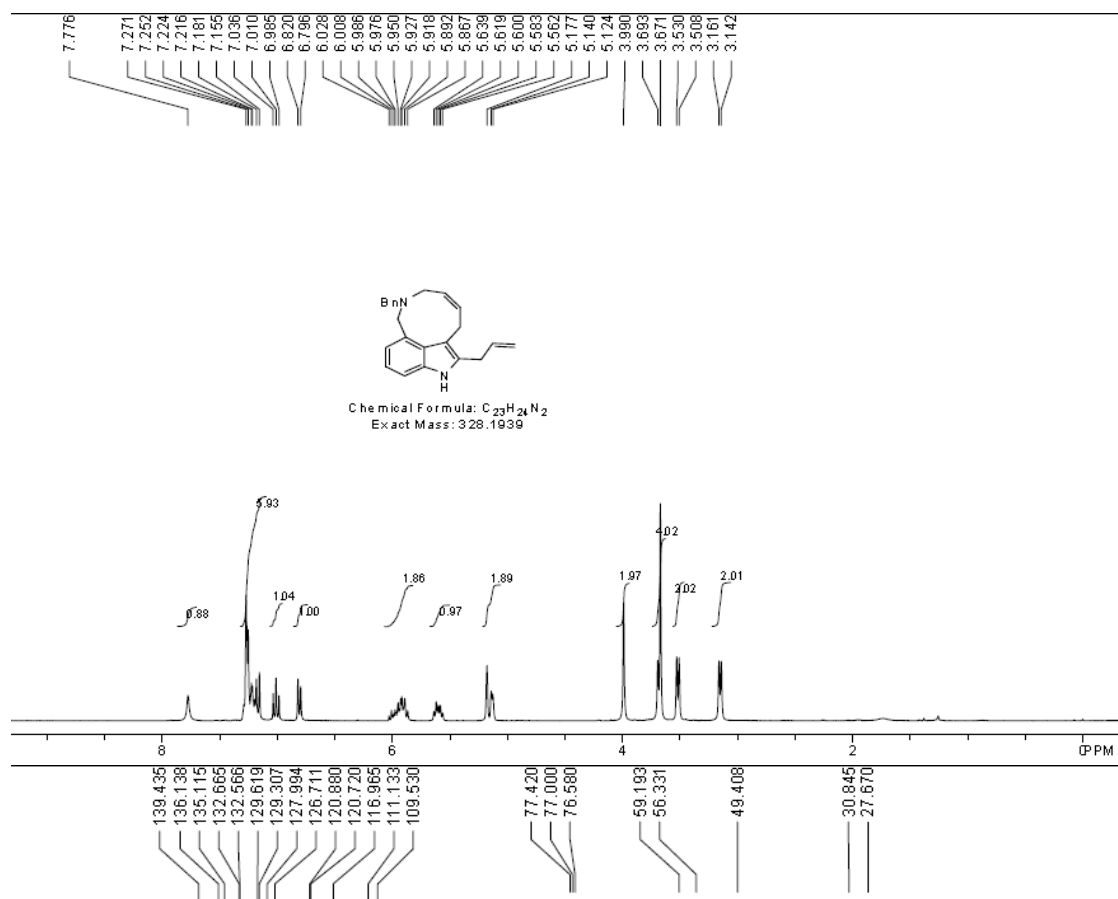 7.776 7.271 7.252 7.224 7.216 7.181 7.155 7.036 7.010 6.985 6.820 6.796 6.028 6.008 5.986 5.976 5.950 5.927 5.918 5.892 5.867 5.639 5.619 5.600 5.583 5.562 5.177 5.140 5.124 3.990 3.693 3.671 3.530 3.508 3.161 3.142
BnN
N
H
Chemical Formula: C23H24N2
Exact Mass: 328.1939
0.88 5.93 1.04 1.00 1.86 0.97 1.89 1.97 4.02 2.02 2.01
8 6 4 2 0PPM
139.435 136.138 135.115 132.665 132.566 129.619 129.307 127.994 126.711 120.880 120.720 116.965 111.133 109.530 77.420 77.000 76.580 59.193 56.331 49.408 30.845 27.670